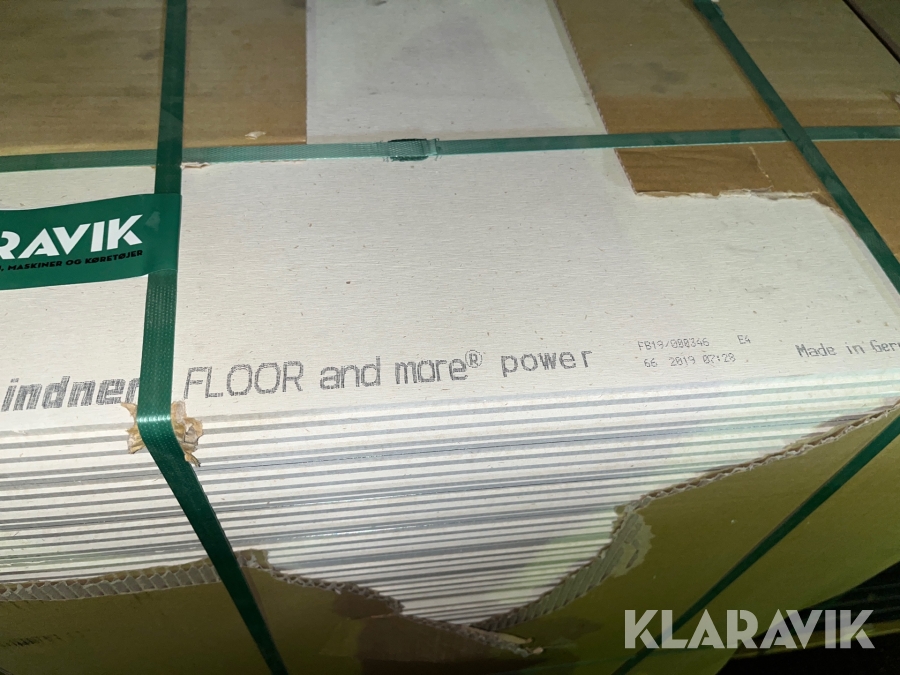 RAVIK
, MASKINER OG KØRETØJER
indner FLOOR and more® power
FB19/000346 E4
66 2019 07:28
Made in Ger
KLARAVIK